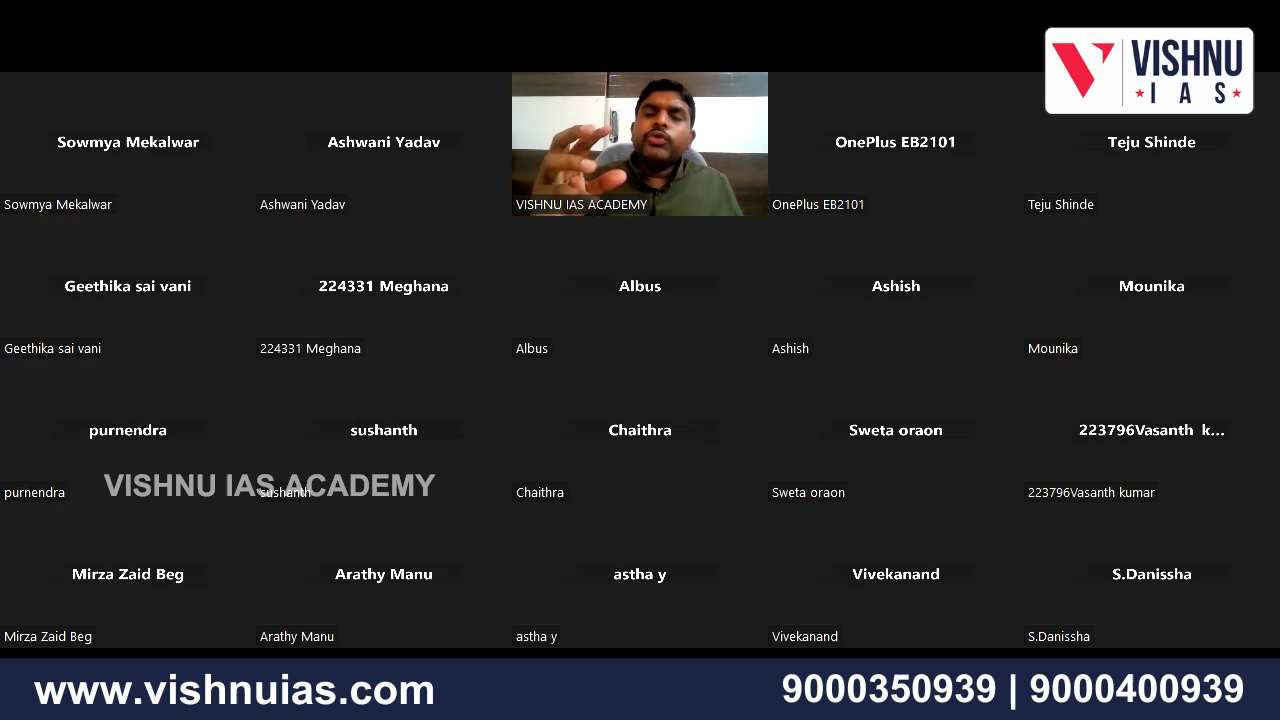 VISHNU
IAS
Sowmya Mekalwar
Ashwani Yadav
OnePlus EB2101
Teju Shinde
Sowmya Mekalwar
Ashwani Yadav
VISHNU IAS ACADEMY
OnePlus EB2101
Teju Shinde
Geethika sai vani
224331 Meghana
Albus
Ashish
Mounika
Geethika sai vani
224331 Meghana
Albus
Ashish
Mounika
purnendra
sushanth
Chaithra
Sweta oraon
223796Vasanth k...
VISHNU IAS ACADEMY
purnendra
sushanth
Chaithra
Sweta oraon
223796Vasanth kumar
Mirza Zaid Beg
Arathy Manu
astha y
Vivekanand
S.Danissha
Mirza Zaid Beg
Arathy Manu
astha y
Vivekanand
S.Danissha
www.vishnuias.com
9000350939 | 9000400939